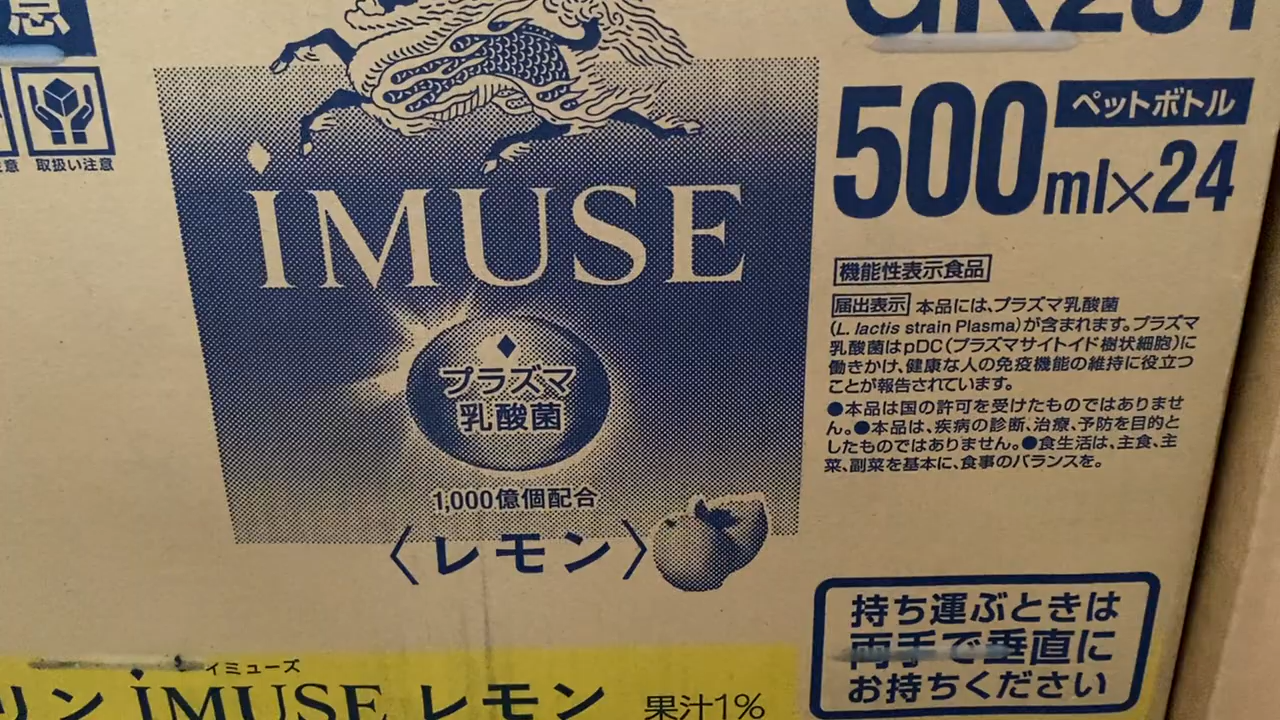 取扱い注意
500ml×24
ペットボトル
iMUSE
プラズマ
乳酸菌
1,000億個配合
〈レモン〉
機能性表示食品
届出表示 本品には、プラズマ乳酸菌
(L. lactis strain Plasma)が含まれます。プラズマ
乳酸菌はpDC(プラズマサイトイド樹状細胞)に
働きかけ、健康な人の免疫機能の維持に役立つ
ことが報告されています。
●本品は国の許可を受けたものではありませ
ん。●本品は、疾病の診断、治療、予防を目的と
したものではありません。●食生活は、主食、主
菜、副菜を基本に、食事のバランスを。
持ち運ぶときは
両手で垂直に
お持ちください
イミューズ
リン iMUSE レモン 果汁1%